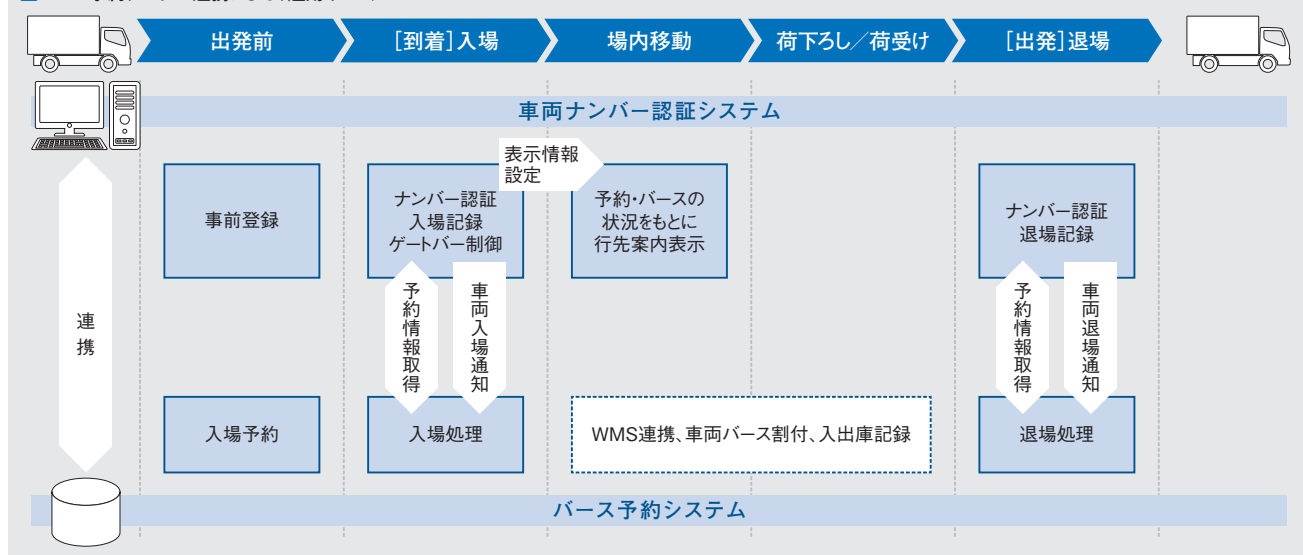 出発前
[到着]入場
場内移動
荷下ろし／荷受け
[出発]退場
車両ナンバー認証システム
表示情報
設定
事前登録
ナンバー認証
入場記録
ゲートバー制御
予約・バースの
状況をもとに
行先案内表示
ナンバー認証
退場記録
連携
予約情報取得
車両入場通知
予約情報取得
車両退場通知
入場予約
入場処理
WMS連携、車両バース割付、入出庫記録
退場処理
バース予約システム